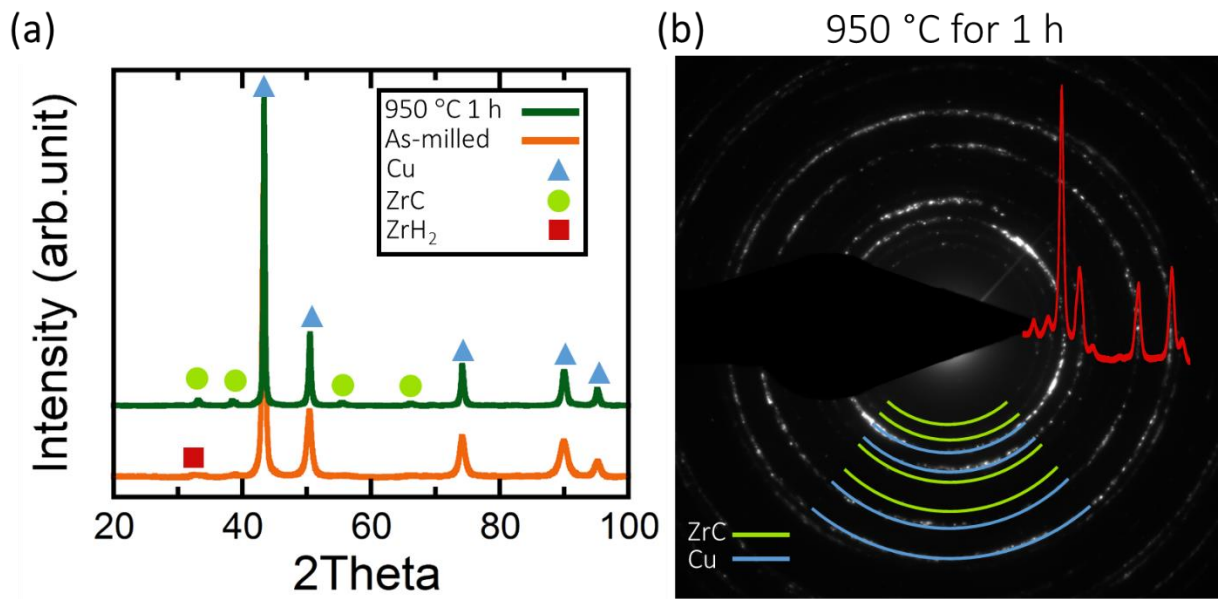 (a)
(b)
950 °C for 1 h
Intensity (arb.unit)
950 °C 1 h
As-milled
Cu
ZrC
ZrH₂
20
40
60
80
100
2Theta
ZrC
Cu